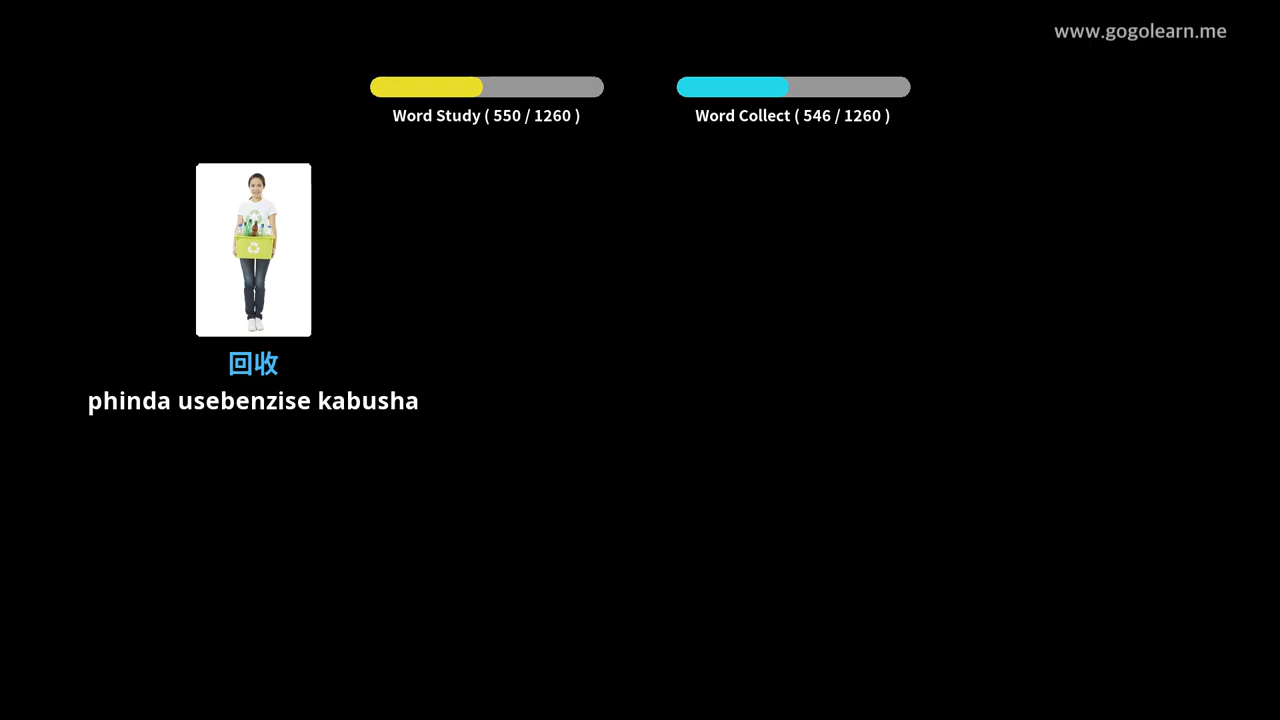 www.gogolearn.me
Word Study ( 550 / 1260 )
Word Collect ( 546 / 1260 )
回收
phinda usebenzise kabusha